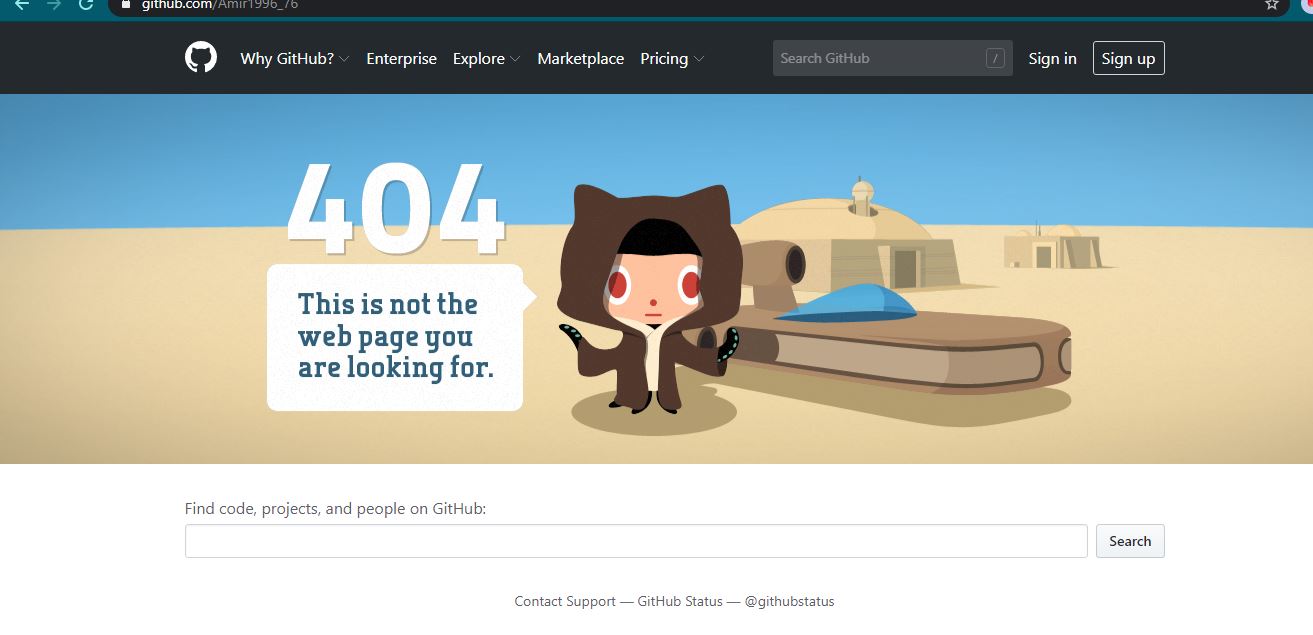 github.com/Amir1996_76
Why GitHub? Enterprise Explore Marketplace Pricing Search GitHub / Sign in Sign up
404
This is not the
web page you
are looking for.
Find code, projects, and people on GitHub:
Search
Contact Support — GitHub Status — @githubstatus